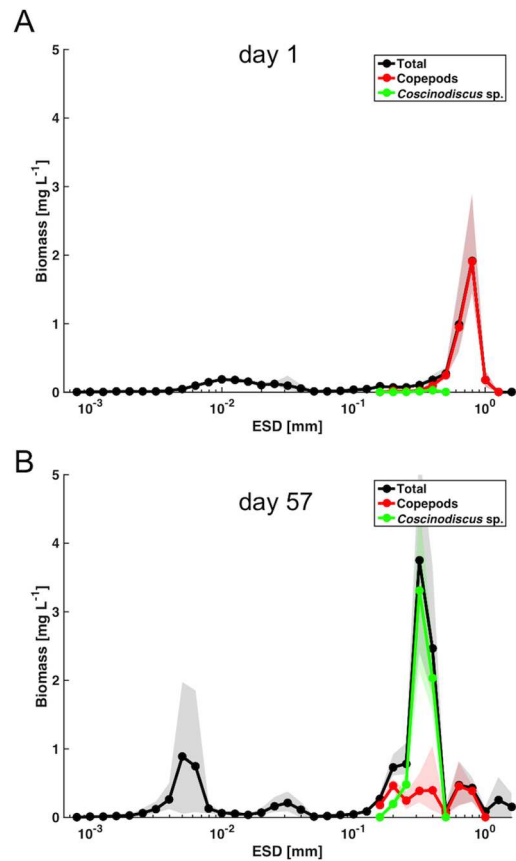 A
day 1
Total
Copepods
Coscinodiscus sp.
5
4
3
2
1
0
Biomass [mg L⁻¹]
10⁻³ 10⁻² 10⁻¹ 10⁰
ESD [mm]
B
day 57
Total
Copepods
Coscinodiscus sp.
5
4
3
2
1
0
Biomass [mg L⁻¹]
10⁻³ 10⁻² 10⁻¹ 10⁰
ESD [mm]